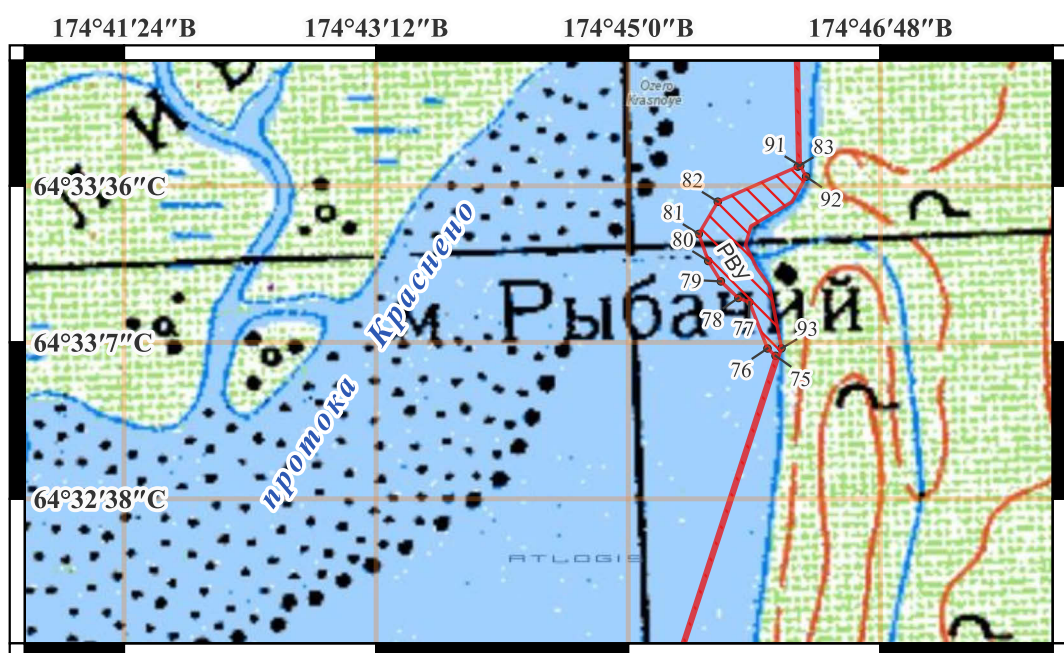 174°41′24″В 174°43′12″В 174°45′0″В 174°46′48″В
Ozero
Krasnoye
91 83
64°33′36″С
82 92
81
80
РВУ
79
Краснено
м Рыбачий
78 77
64°33′7″С
93
76 75
протока
64°32′38″С
ATLOGIS